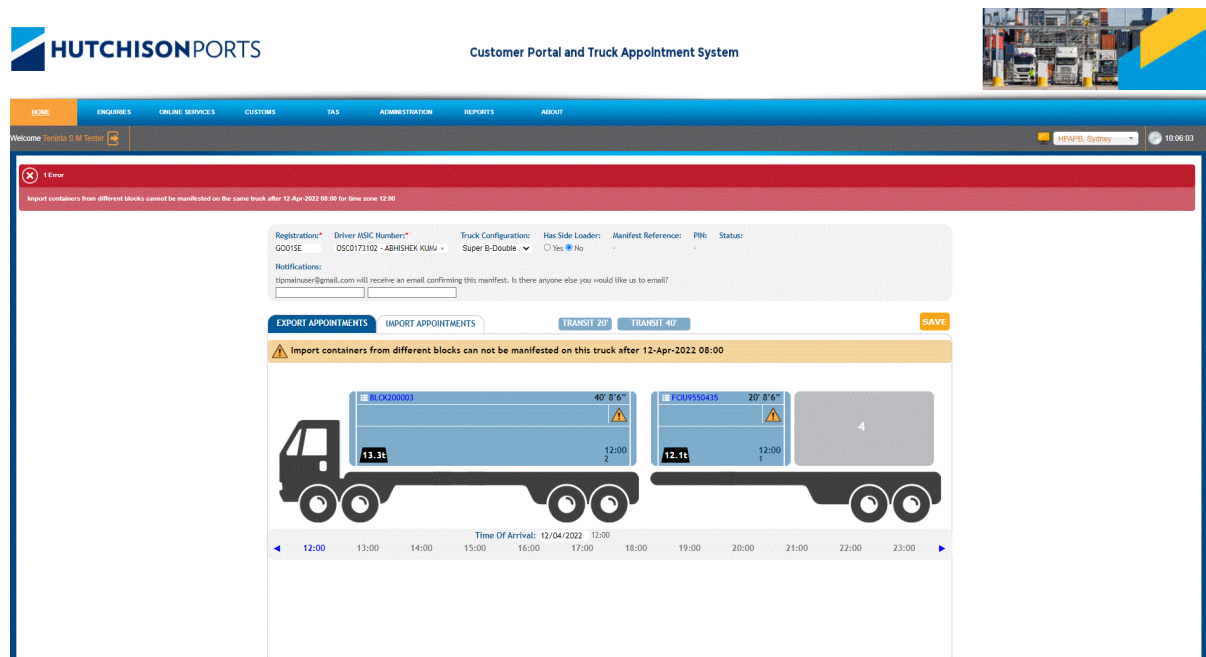 HUTCHISONPORTS
Customer Portal and Truck Appointment System
HOME ENQUIRIES ONLINE SERVICES CUSTOMS TAS ADMINISTRATION REPORTS ABOUT
Welcome Tenista S M Tester HPAPB, Sydney 10:06:03
1 Error
Import containers from different blocks cannot be manifested on the same truck after 12-Apr-2022 08:00 for time zone 12:00
Registration:* Driver MSIC Number:* Truck Configuration: Has Side Loader: Manifest Reference: PIN: Status:
GO01SE OSC0173102 - ABHISHEK KUMA Super B-Double Yes No - -
Notifications:
tipmainuser@gmail.com will receive an email confirming this manifest. Is there anyone else you would like us to email?
EXPORT APPOINTMENTS IMPORT APPOINTMENTS TRANSIT 20' TRANSIT 40' SAVE
Import containers from different blocks can not be manifested on this truck after 12-Apr-2022 08:00
BLCK200003 40' 8'6" FCIU9550435 20' 8'6"
4
13.3t 12:00 12.1t 12:00
2 1
Time Of Arrival: 12/04/2022 12:00
12:00 13:00 14:00 15:00 16:00 17:00 18:00 19:00 20:00 21:00 22:00 23:00